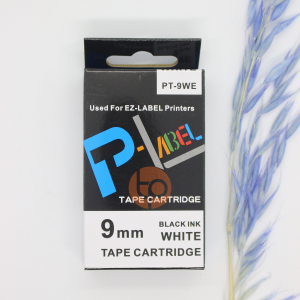 PT-9WE
Used For EZ-LABEL Printers
P-LABEL
TAPE CARTRIDGE
9mm
BLACK INK
WHITE
TAPE CARTRIDGE